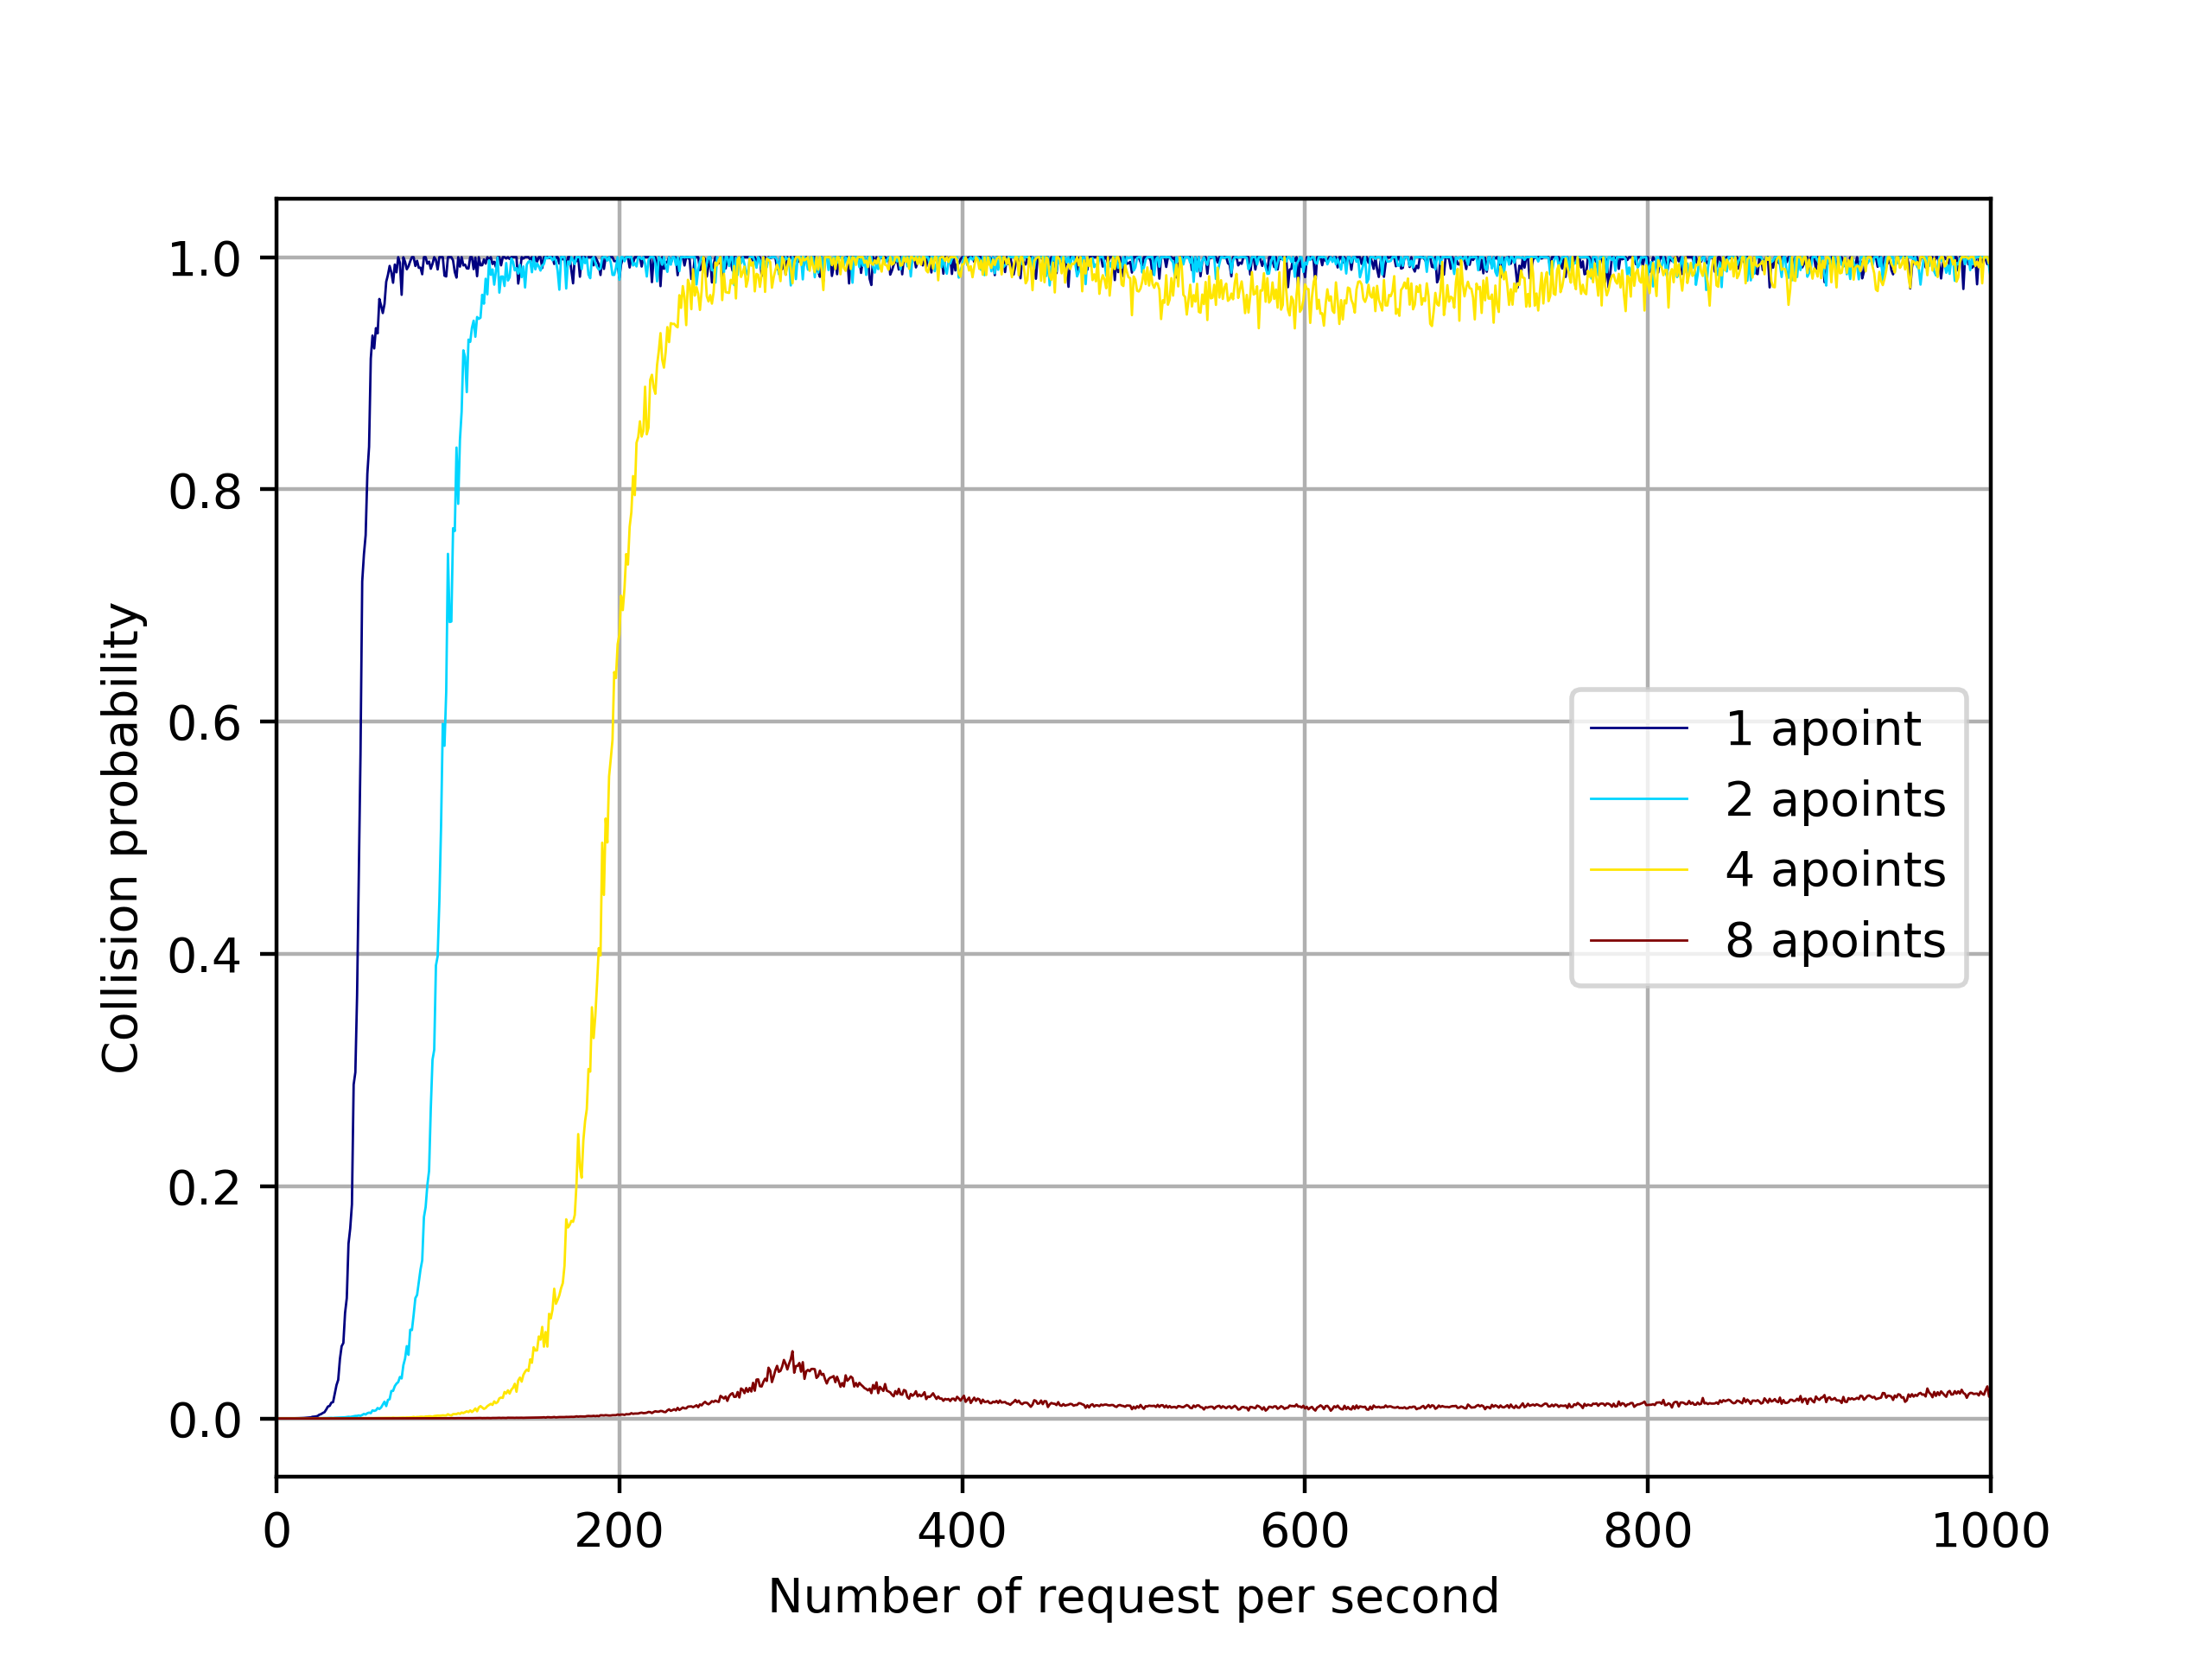 1.0
0.8
0.6
0.4
0.2
0.0
Collision probability
1 apoint
2 apoints
4 apoints
8 apoints
0 200 400 600 800 1000
Number of request per second